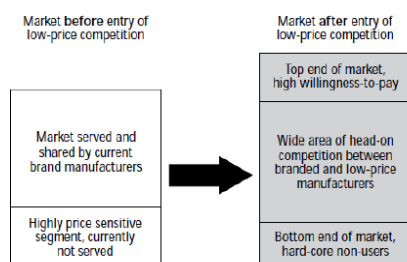 Market before entry of
low-price competition
Market served and
shared by current
brand manufacturers
Highly price sensitive
segment, currently
not served
Market after entry of
low-price competition
Top end of market,
high willingness-to-pay
Wide area of head-on
competition between
branded and low-price
manufacturers
Bottom end of market,
hard-core non-users